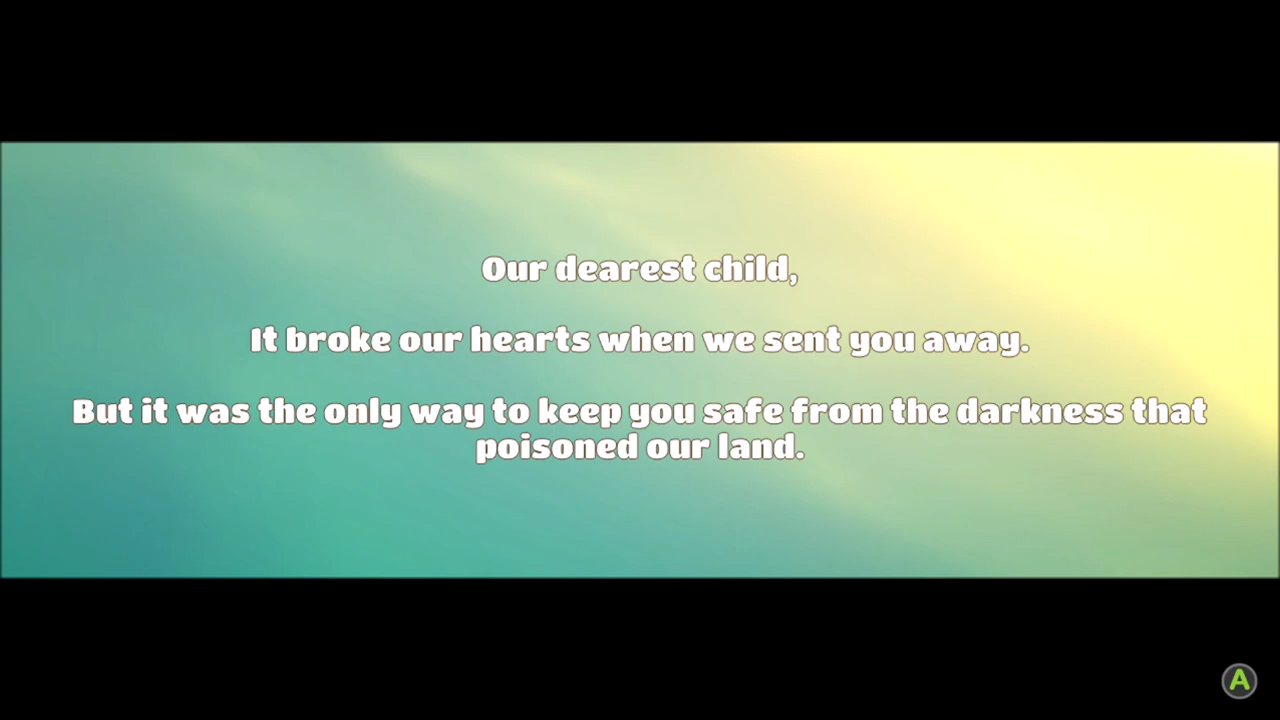 Our dearest child,
It broke our hearts when we sent you away.
But it was the only way to keep you safe from the darkness that
poisoned our land.
A